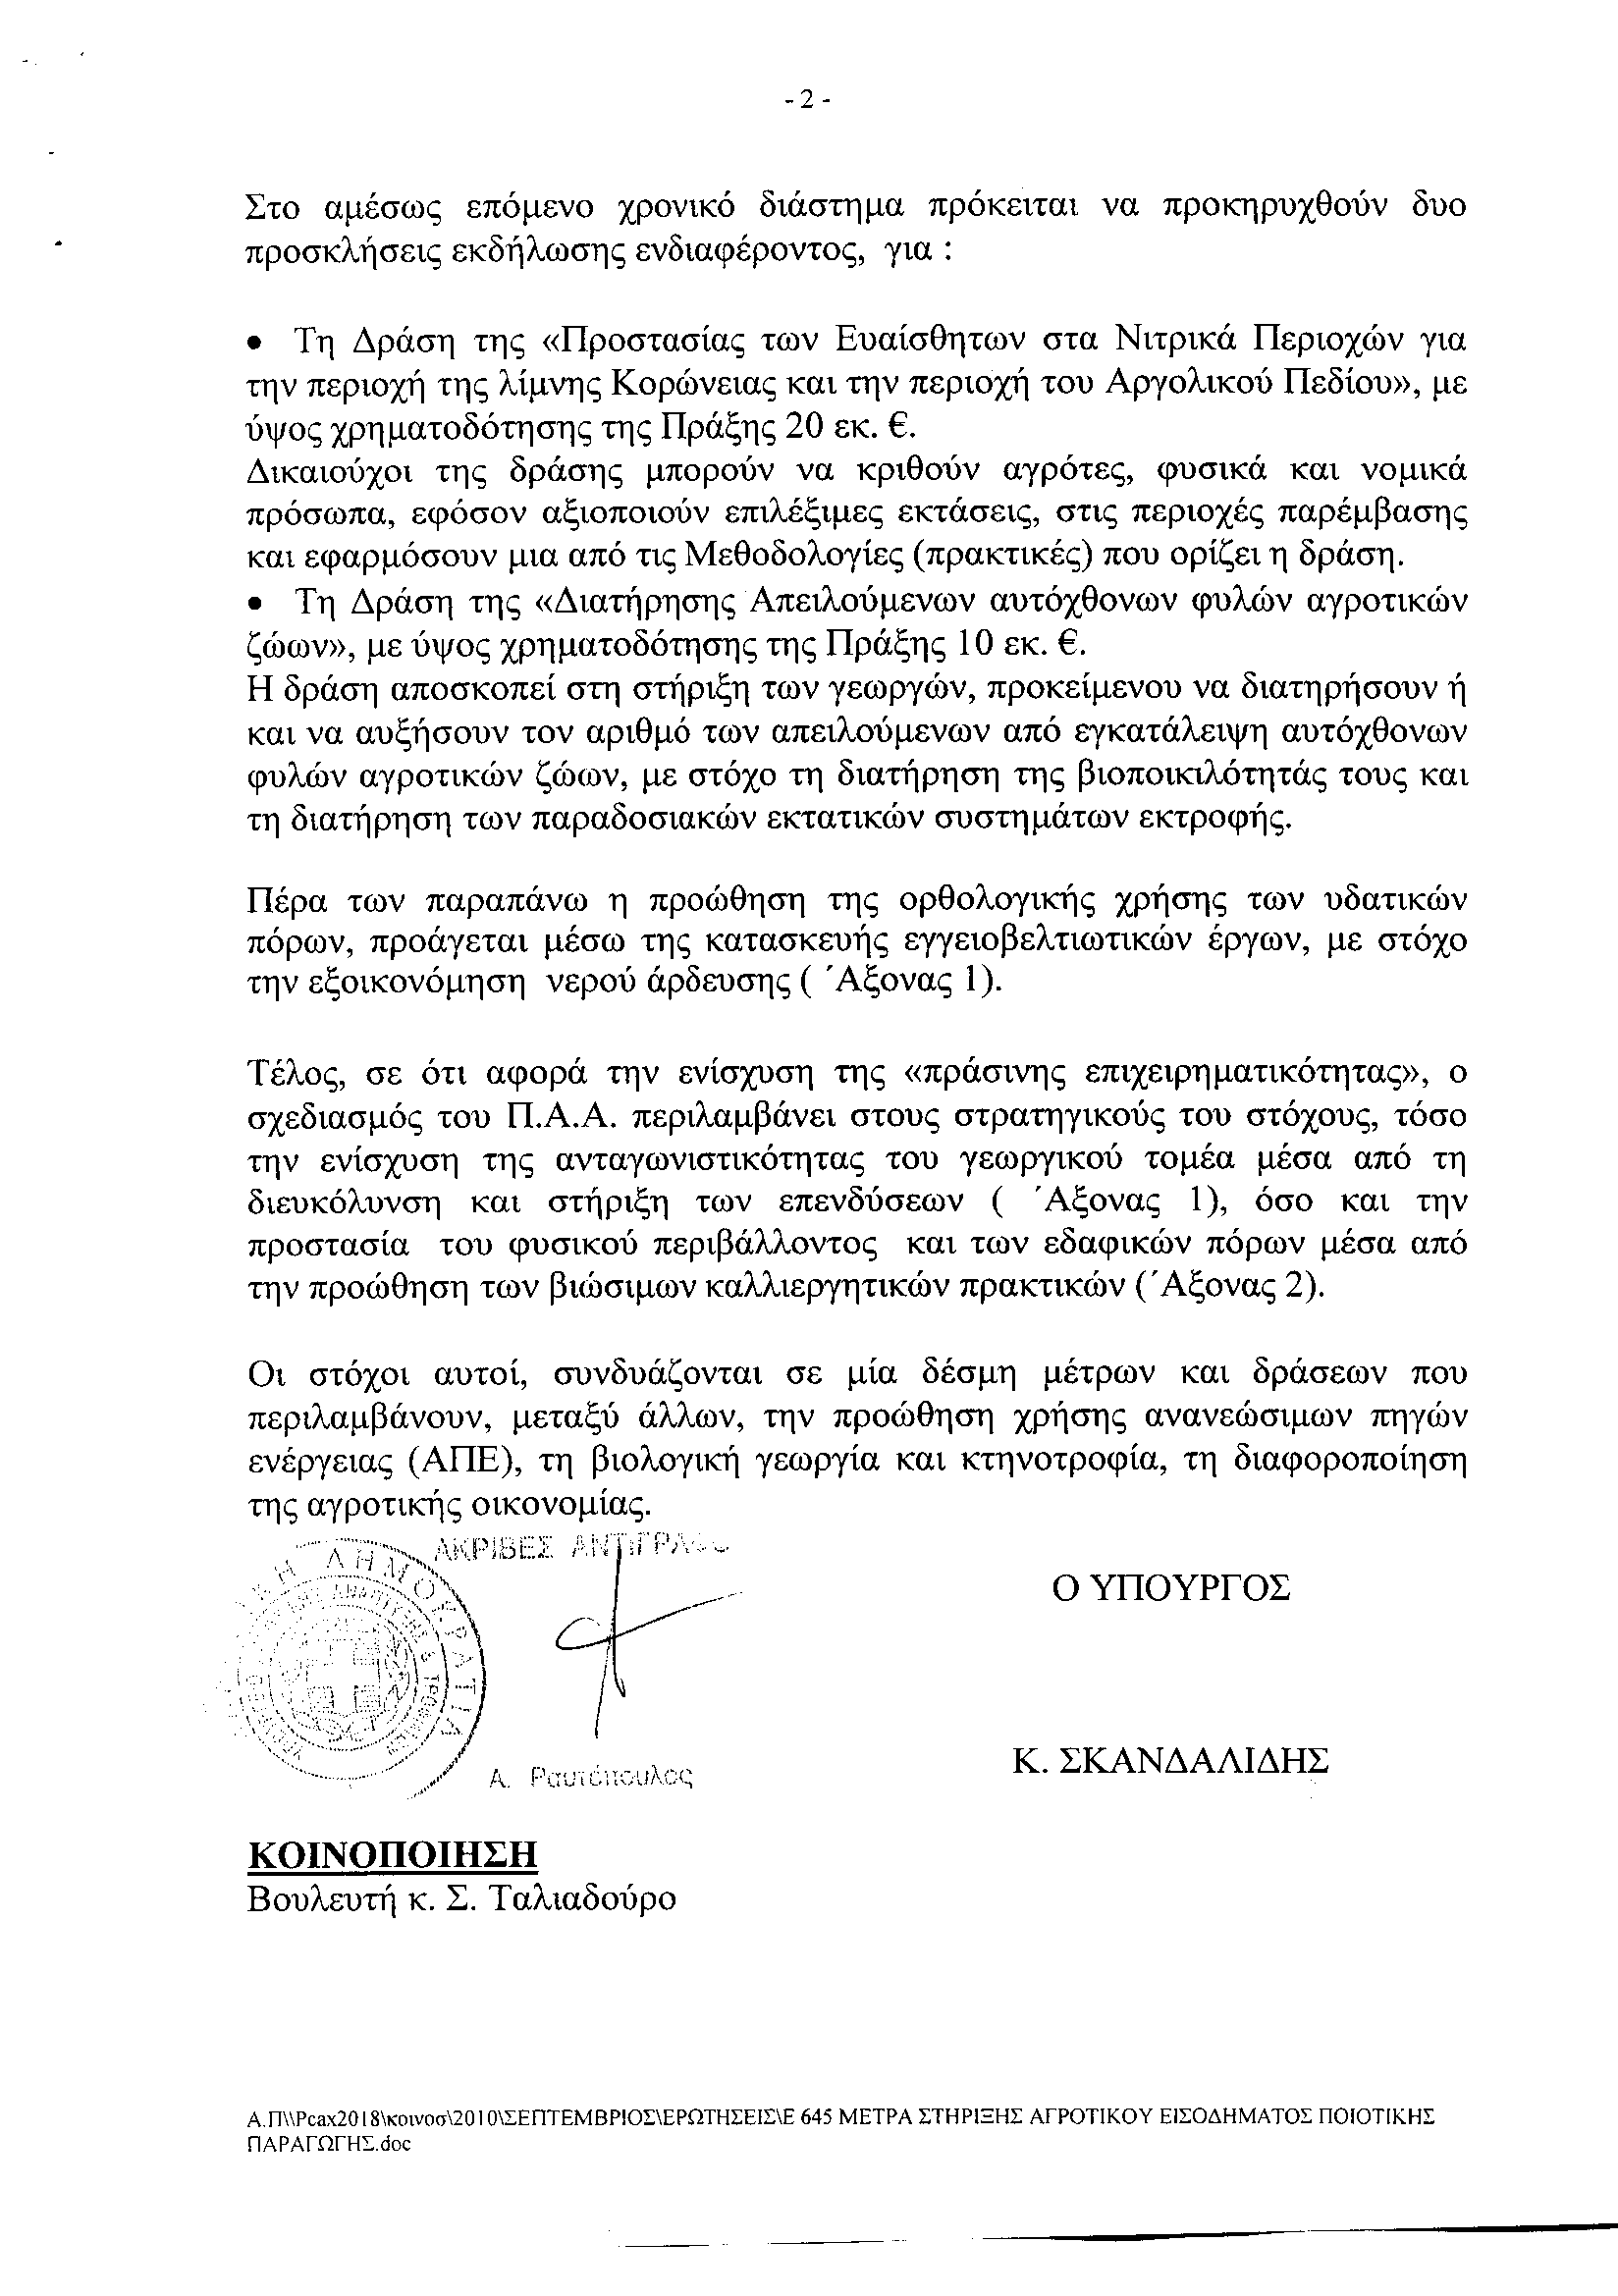 - 2 -
Στο αμέσως επόμενο χρονικό διάστημα πρόκειται να προκηρυχθούν δυο
προσκλήσεις εκδήλωσης ενδιαφέροντος, για :
• Τη Δράση της «Προστασίας των Ευαίσθητων στα Νιτρικά Περιοχών για
την περιοχή της λίμνης Κορώνειας και την περιοχή του Αργολικού Πεδίου», με
ύψος χρηματοδότησης της Πράξης 20 εκ. €.
Δικαιούχοι της δράσης μπορούν να κριθούν αγρότες, φυσικά και νομικά
πρόσωπα, εφόσον αξιοποιούν επιλέξιμες εκτάσεις, στις περιοχές παρέμβασης
και εφαρμόσουν μια από τις Μεθοδολογίες (πρακτικές) που ορίζει η δράση.
• Τη Δράση της «Διατήρησης Απειλούμενων αυτόχθονων φυλών αγροτικών
ζώων», με ύψος χρηματοδότησης της Πράξης 10 εκ. €.
Η δράση αποσκοπεί στη στήριξη των γεωργών, προκείμενου να διατηρήσουν ή
και να αυξήσουν τον αριθμό των απειλούμενων από εγκατάλειψη αυτόχθονων
φυλών αγροτικών ζώων, με στόχο τη διατήρηση της βιοποικιλότητάς τους και
τη διατήρηση των παραδοσιακών εκτατικών συστημάτων εκτροφής.
Πέρα των παραπάνω η προώθηση της ορθολογικής χρήσης των υδατικών
πόρων, προάγεται μέσω της κατασκευής εγγειοβελτιωτικών έργων, με στόχο
την εξοικονόμηση νερού άρδευσης ( Άξονας 1).
Τέλος, σε ότι αφορά την ενίσχυση της «πράσινης επιχειρηματικότητας», ο
σχεδιασμός του Π.Α.Α. περιλαμβάνει στους στρατηγικούς του στόχους, τόσο
την ενίσχυση της ανταγωνιστικότητας του γεωργικού τομέα μέσα από τη
διευκόλυνση και στήριξη των επενδύσεων ( Άξονας 1), όσο και την
προστασία του φυσικού περιβάλλοντος και των εδαφικών πόρων μέσα από
την προώθηση των βιώσιμων καλλιεργητικών πρακτικών (Άξονας 2).
Οι στόχοι αυτοί, συνδυάζονται σε μία δέσμη μέτρων και δράσεων που
περιλαμβάνουν, μεταξύ άλλων, την προώθηση χρήσης ανανεώσιμων πηγών
ενέργειας (ΑΠΕ), τη βιολογική γεωργία και κτηνοτροφία, τη διαφοροποίηση
της αγροτικής οικονομίας.
ΑΚΡΙΒΕΣ ΑΝΤΙΓΡΑΦΟ
Ο ΥΠΟΥΡΓΟΣ
Κ. ΣΚΑΝΔΑΛΙΔΗΣ
Α. Ραυτόπουλος
ΚΟΙΝΟΠΟΙΗΣΗ
Βουλευτή κ. Σ. Ταλιαδούρο
Α.Π\\Pcax2018\κοινοσ\2010\ΣΕΠΤΕΜΒΡΙΟΣ\ΕΡΩΤΗΣΕΙΣ\Ε 645 ΜΕΤΡΑ ΣΤΗΡΙΞΗΣ ΑΓΡΟΤΙΚΟΥ ΕΙΣΟΔΗΜΑΤΟΣ ΠΟΙΟΤΙΚΗΣ
ΠΑΡΑΓΩΓΗΣ.doc